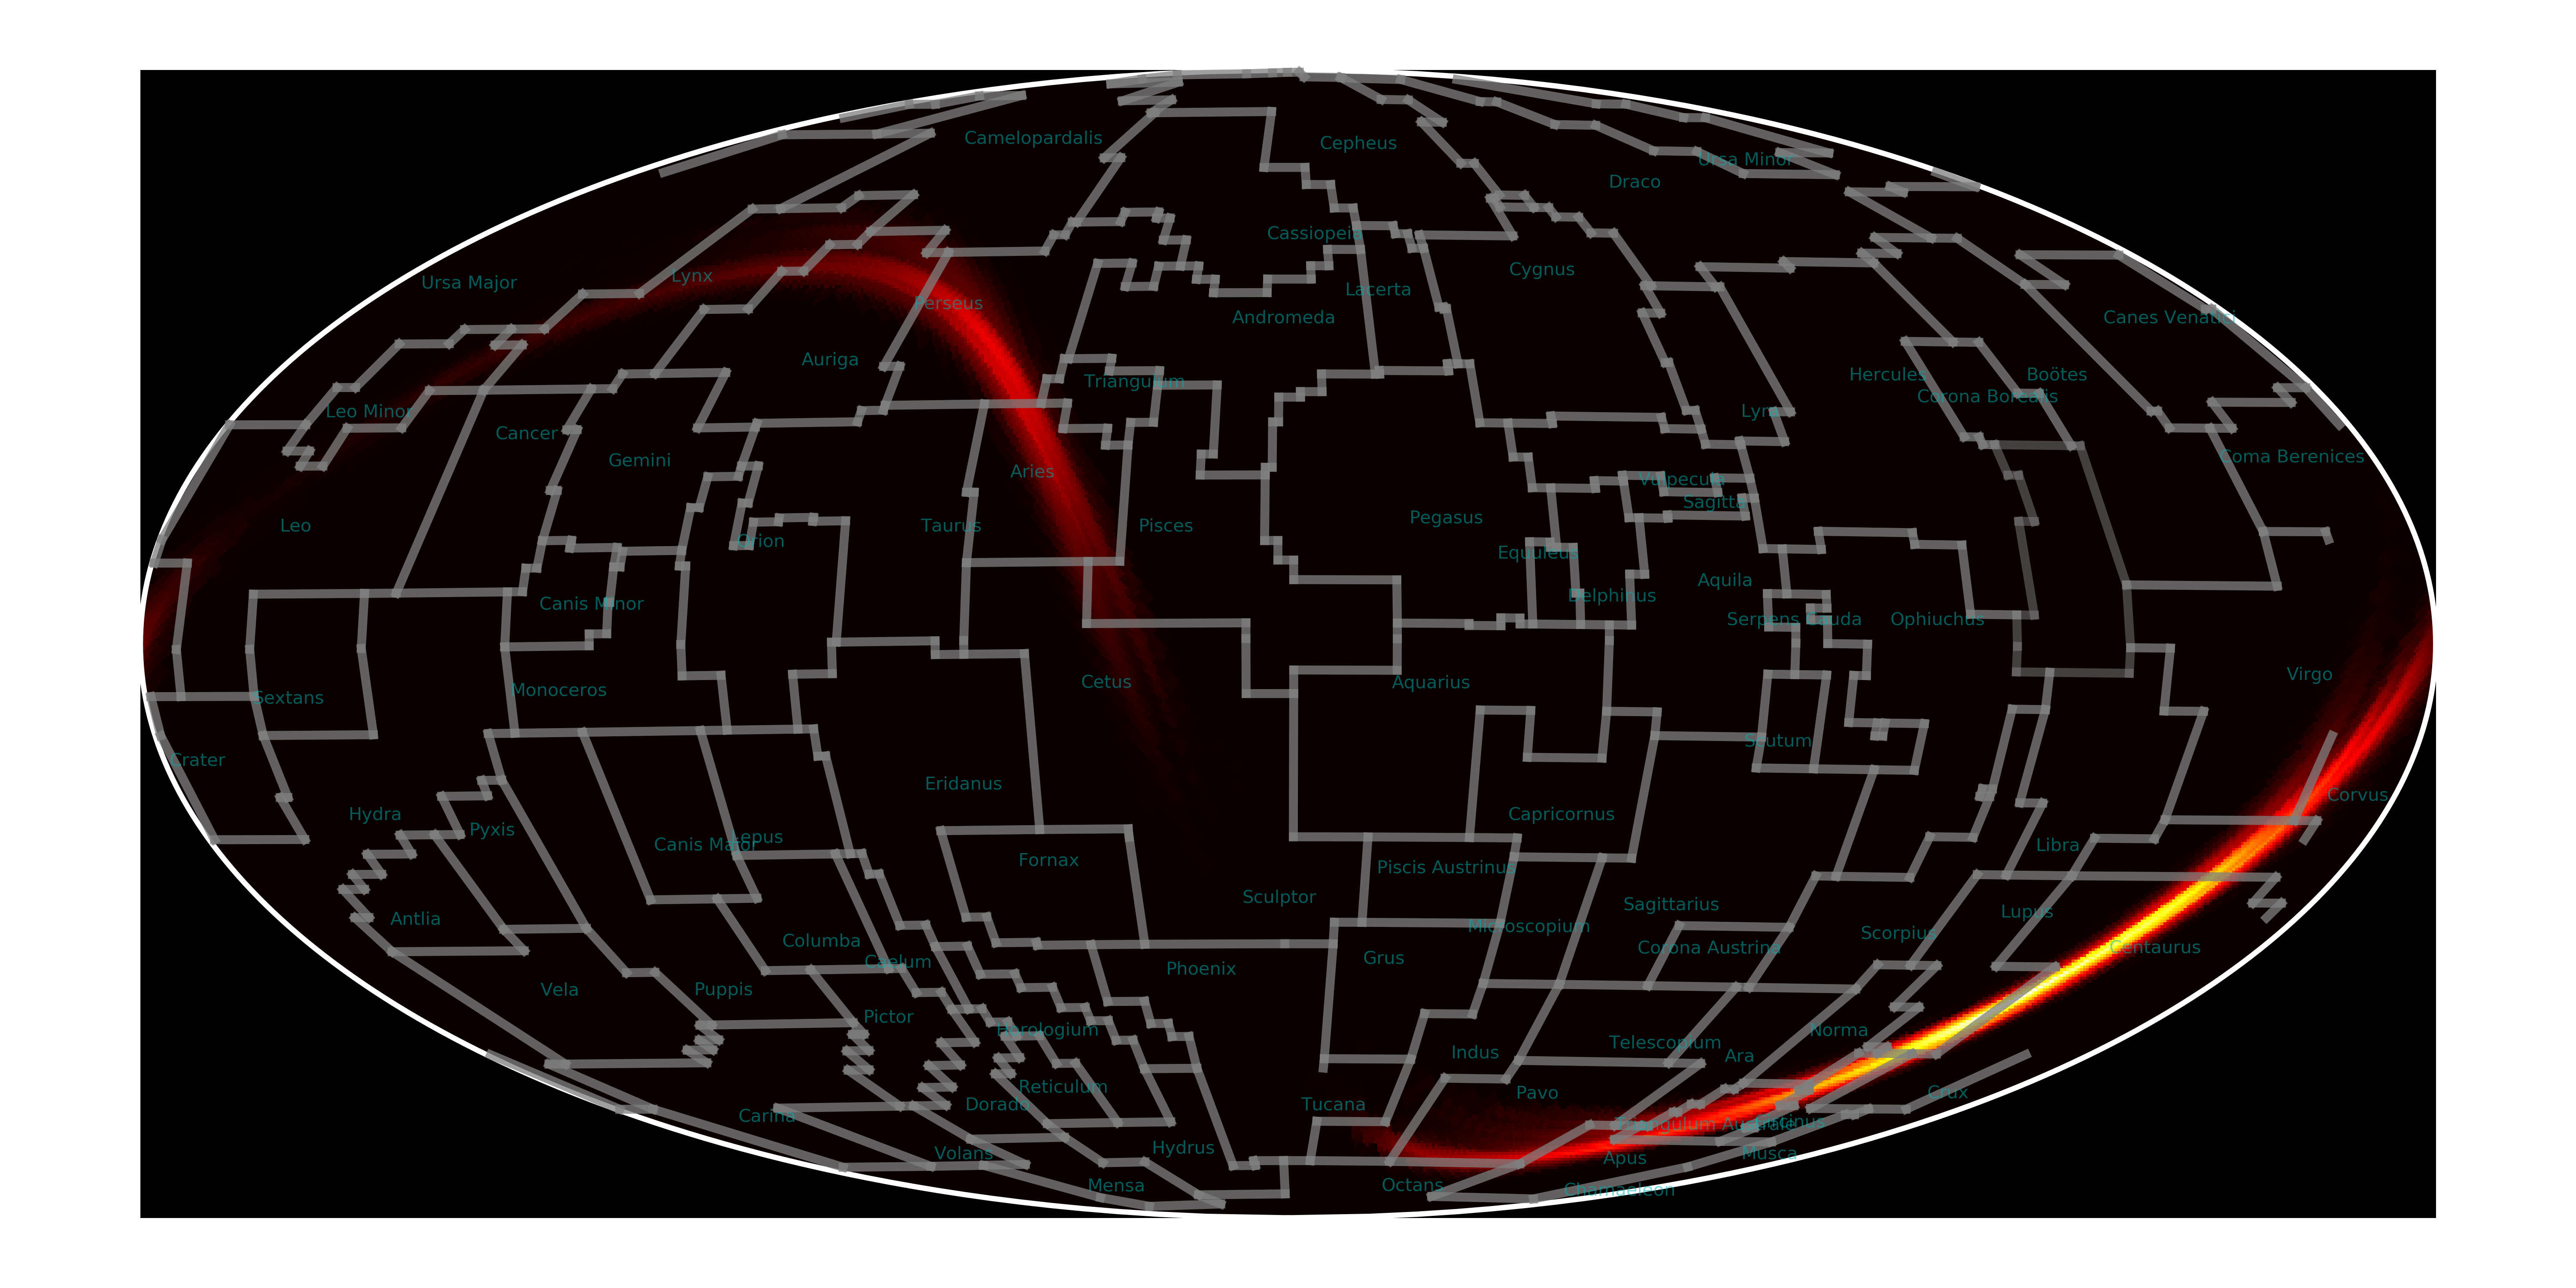 Camelopardalis
Cepheus
Ursa Minor
Draco
Cassiopeia
Cygnus
Lynx
Ursa Major
Lacerta
Perseus
Andromeda
Canes Venatici
Auriga
Hercules
Boötes
Triangulum
Corona Borealis
Leo Minor
Lyra
Cancer
Coma Berenices
Gemini
Aries
Vulpecula
Sagitta
Pegasus
Leo
Taurus
Pisces
Orion
Equuleus
Aquila
Delphinus
Canis Minor
Serpens Cauda
Ophiuchus
Virgo
Cetus
Aquarius
Monoceros
Sextans
Scutum
Crater
Eridanus
Corvus
Hydra
Capricornus
Pyxis
Lepus
Canis Major
Libra
Fornax
Piscis Austrinus
Sculptor
Sagittarius
Lupus
Antlia
Microscopium
Scorpius
Columba
Corona Austrina
Centaurus
Grus
Caelum
Phoenix
Vela
Puppis
Pictor
Horologium
Norma
Telescopium
Indus
Ara
Reticulum
Pavo
Crux
Dorado
Tucana
Carina
Circinus
Triangulum Australe
Hydrus
Volans
Musca
Apus
Mensa
Octans
Chamaeleon